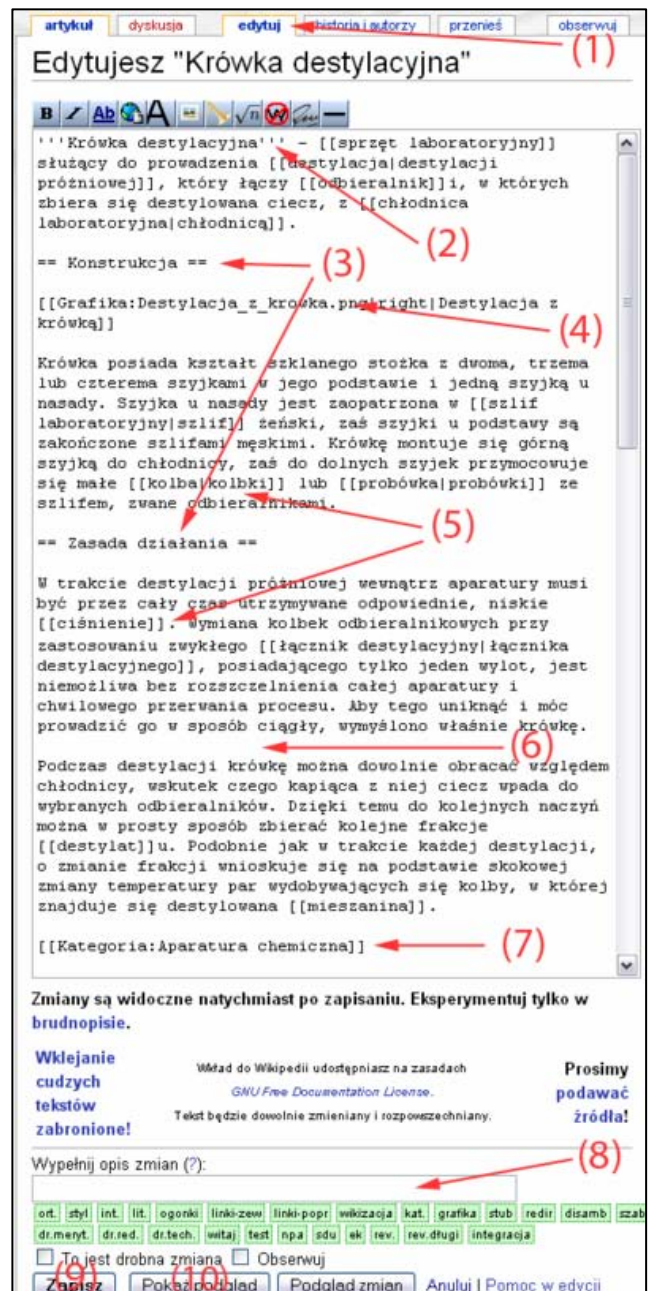 artykuł dyskusja edytuj historia i autorzy przenieś obserwuj
(1)
Edytujesz "Krówka destylacyjna"
B I Ab A √n W
'''Krówka destylacyjna''' – [[sprzęt laboratoryjny]]
służący do prowadzenia [[destylacja|destylacji
próżniowej]], który łączy [[odbieralnik]]i, w których
zbiera się destylowana ciecz, z [[chłodnica
laboratoryjna|chłodnicą]].
(2)
== Konstrukcja ==
(3)
[[Grafika:Destylacja_z_krowka.png|right|Destylacja z
krówką]]
(4)
Krówka posiada kształt szklanego stożka z dwoma, trzema
lub czterema szyjkami w jego podstawie i jedną szyjką u
nasady. Szyjka u nasady jest zaopatrzona w [[szlif
laboratoryjny|szlif]] żeński, zaś szyjki u podstawy są
zakończone szlifami męskimi. Krówkę montuje się górną
szyjką do chłodnicy, zaś do dolnych szyjek przymocowuje
się małe [[kolba|kolbki]] lub [[probówka|probówki]] ze
szlifem, zwane odbieralnikami.
(5)
== Zasada działania ==
W trakcie destylacji próżniowej wewnątrz aparatury musi
być przez cały czas utrzymywane odpowiednie, niskie
[[ciśnienie]]. Wymiana kolbek odbieralnikowych przy
zastosowaniu zwykłego [[łącznik destylacyjny|łącznika
destylacyjnego]], posiadającego tylko jeden wylot, jest
niemożliwa bez rozszczelnienia całej aparatury i
chwilowego przerwania procesu. Aby tego uniknąć i móc
prowadzić go w sposób ciągły, wymyślono właśnie krówkę.
(6)
Podczas destylacji krówkę można dowolnie obracać względem
chłodnicy, wskutek czego kapiąca z niej ciecz wpada do
wybranych odbieralników. Dzięki temu do kolejnych naczyń
można w prosty sposób zbierać kolejne frakcje
[[destylat]]u. Podobnie jak w trakcie każdej destylacji,
o zmianie frakcji wnioskuje się na podstawie skokowej
zmiany temperatury par wydobywających się kolby, w której
znajduje się destylowana [[mieszanina]].
[[Kategoria:Aparatura chemiczna]]
(7)
Zmiany są widoczne natychmiast po zapisaniu. Eksperymentuj tylko w
brudnopisie.
Wklejanie
cudzych
tekstów
zabronione!
Wkład do Wikipedii udostępniasz na zasadach
GNU Free Documentation License.
Tekst będzie dowolnie zmieniany i rozpowszechniany.
Prosimy
podawać
źródła!
Wypełnij opis zmian (?):
(8)
ort. styl int. lit. ogonki linki-zew linki-popr wikizacja kat. grafika stub redir disamb szab
dr.meryt. dr.red. dr.tech. witaj test npa sdu ek rev. rev.długi integracja
To jest drobna zmiana Obserwuj
(9) (10)
Zapisz Pokaż podgląd Podgląd zmian Anuluj | Pomoc w edycji